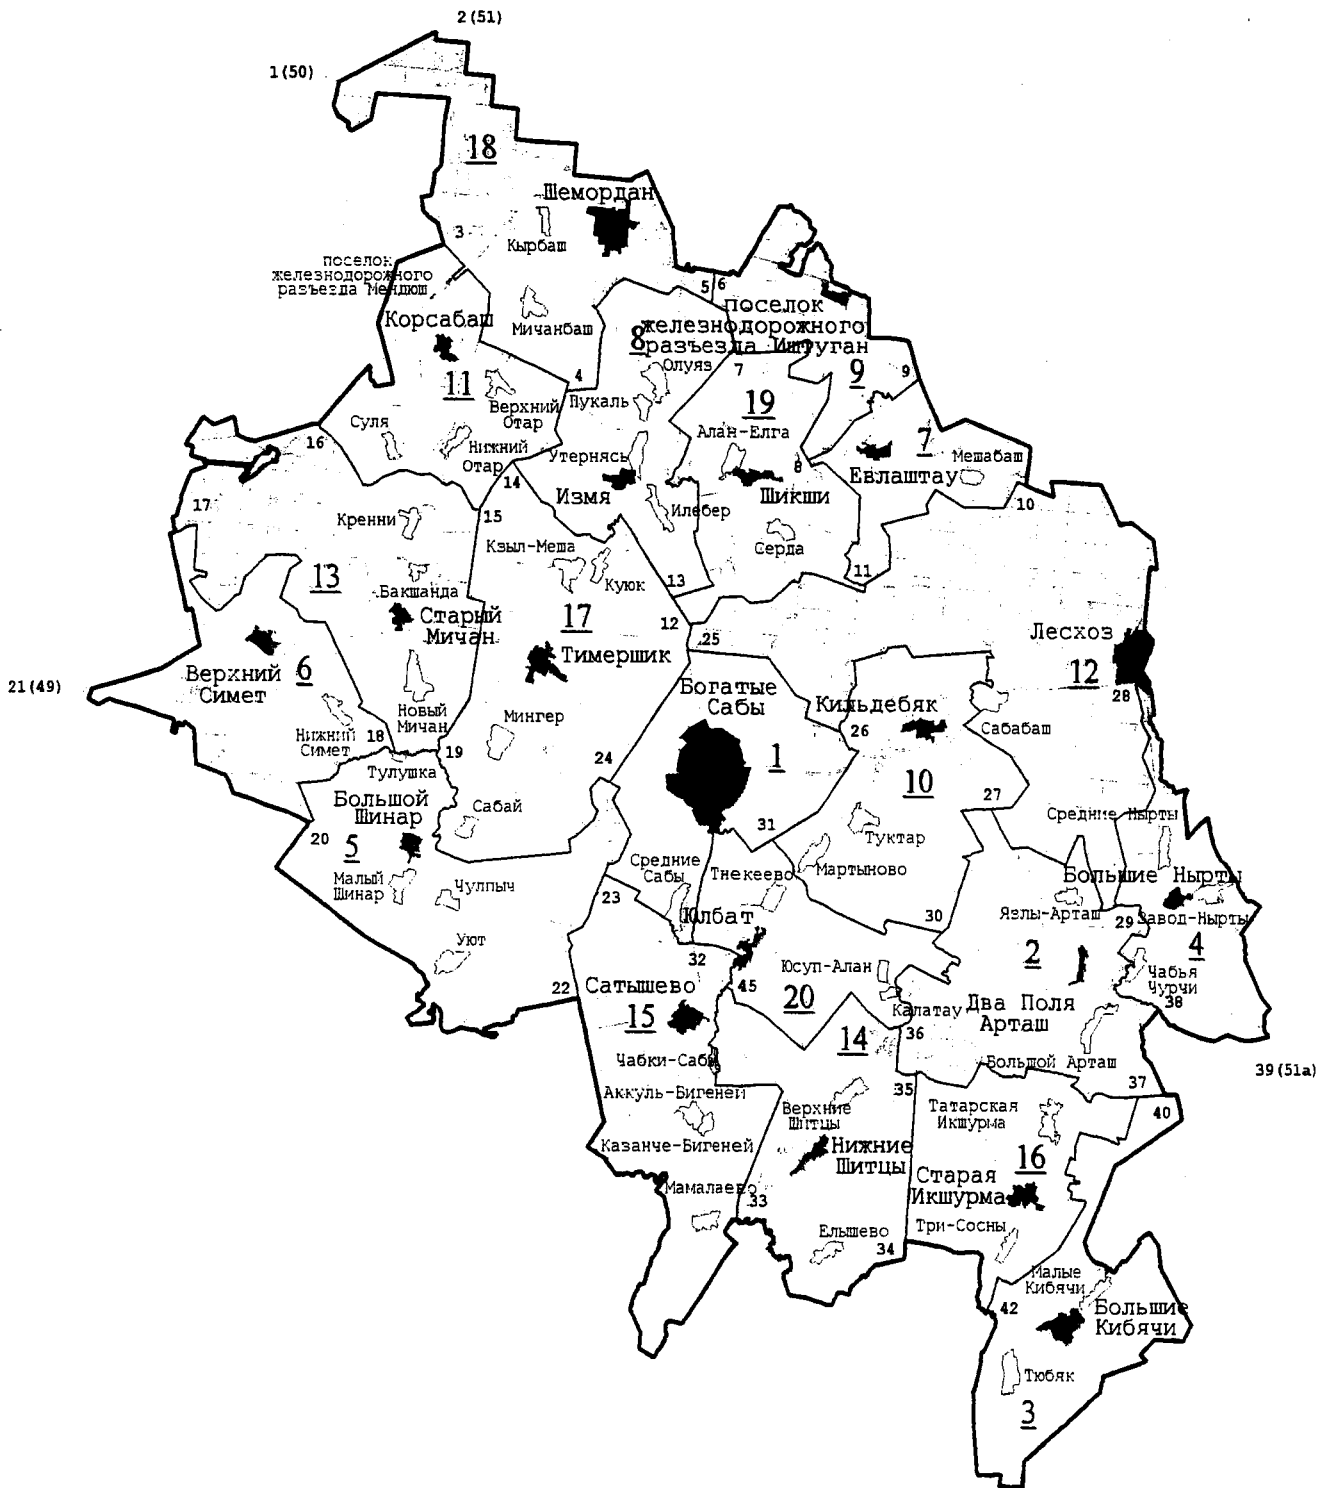 2(51)
1(50)
18
Шемордан
3
Кырбаш
поселок
железнодорожного
разъезда Мендюш
5
6
Корсабаш
Мичанбаш
поселок
железнодорожного
разъезда Иштуган
8
Олуяз
7
9
9
4
11
Верхний
Отар
Пукаль
19
Суля
Нижний
Отар
Алан-Елга
7
16
Утернясь
8
Евлаштау
Мешабаш
14
Измя
Шикши
10
17
15
Илебер
Кренни
Кзыл-Меша
Серда
13
Бакшанда
Куюк
13
11
Старый
Мичан
17
12
25
Лесхоз
Тимершик
12
Верхний
Симет
6
21(49)
Богатые
Сабы
28
Кильдебяк
Новый
Мичан
Мингер
Сабабаш
Нижний
Симет
18
19
26
Тулушка
24
1
10
Большой
Шинар
27
Сабай
20
5
31
Туктар
Средние Нырты
Малый
Шинар
Чулпыч
Средние
Сабы
Тнекеево
Мартыново
Большие Нырты
23
Юлбат
Язлы-Арташ
29
Завод-Нырты
30
Уют
32
2
4
Юсуп-Алан
Чабья
Чурчи
22
Сатышево
45
20
Калатау
Два Поля
Арташ
38
15
14
36
Чабки-Сабы
Большой Арташ
39(51а)
35
37
Аккуль-Бигеней
Верхние
Шитцы
Татарская
Икшурма
40
Казанче-Бигеней
Нижние
Шитцы
16
Мамалаево
33
Старая
Икшурма
Елышево
34
Три-Сосны
Малые
Кибячи
42
Большие
Кибячи
Тюбяк
3